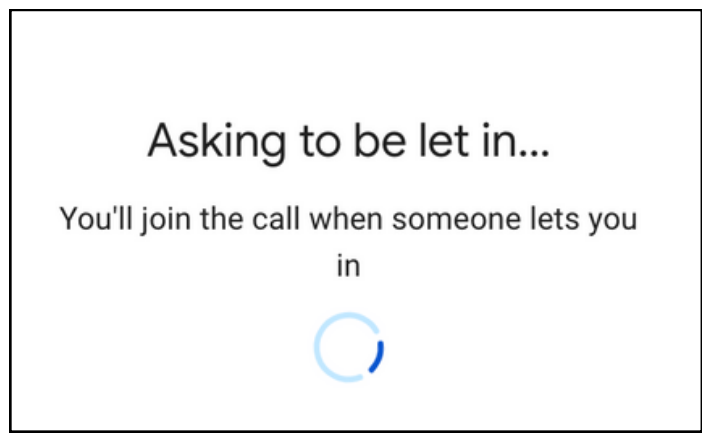 Asking to be let in...
You'll join the call when someone lets you
in